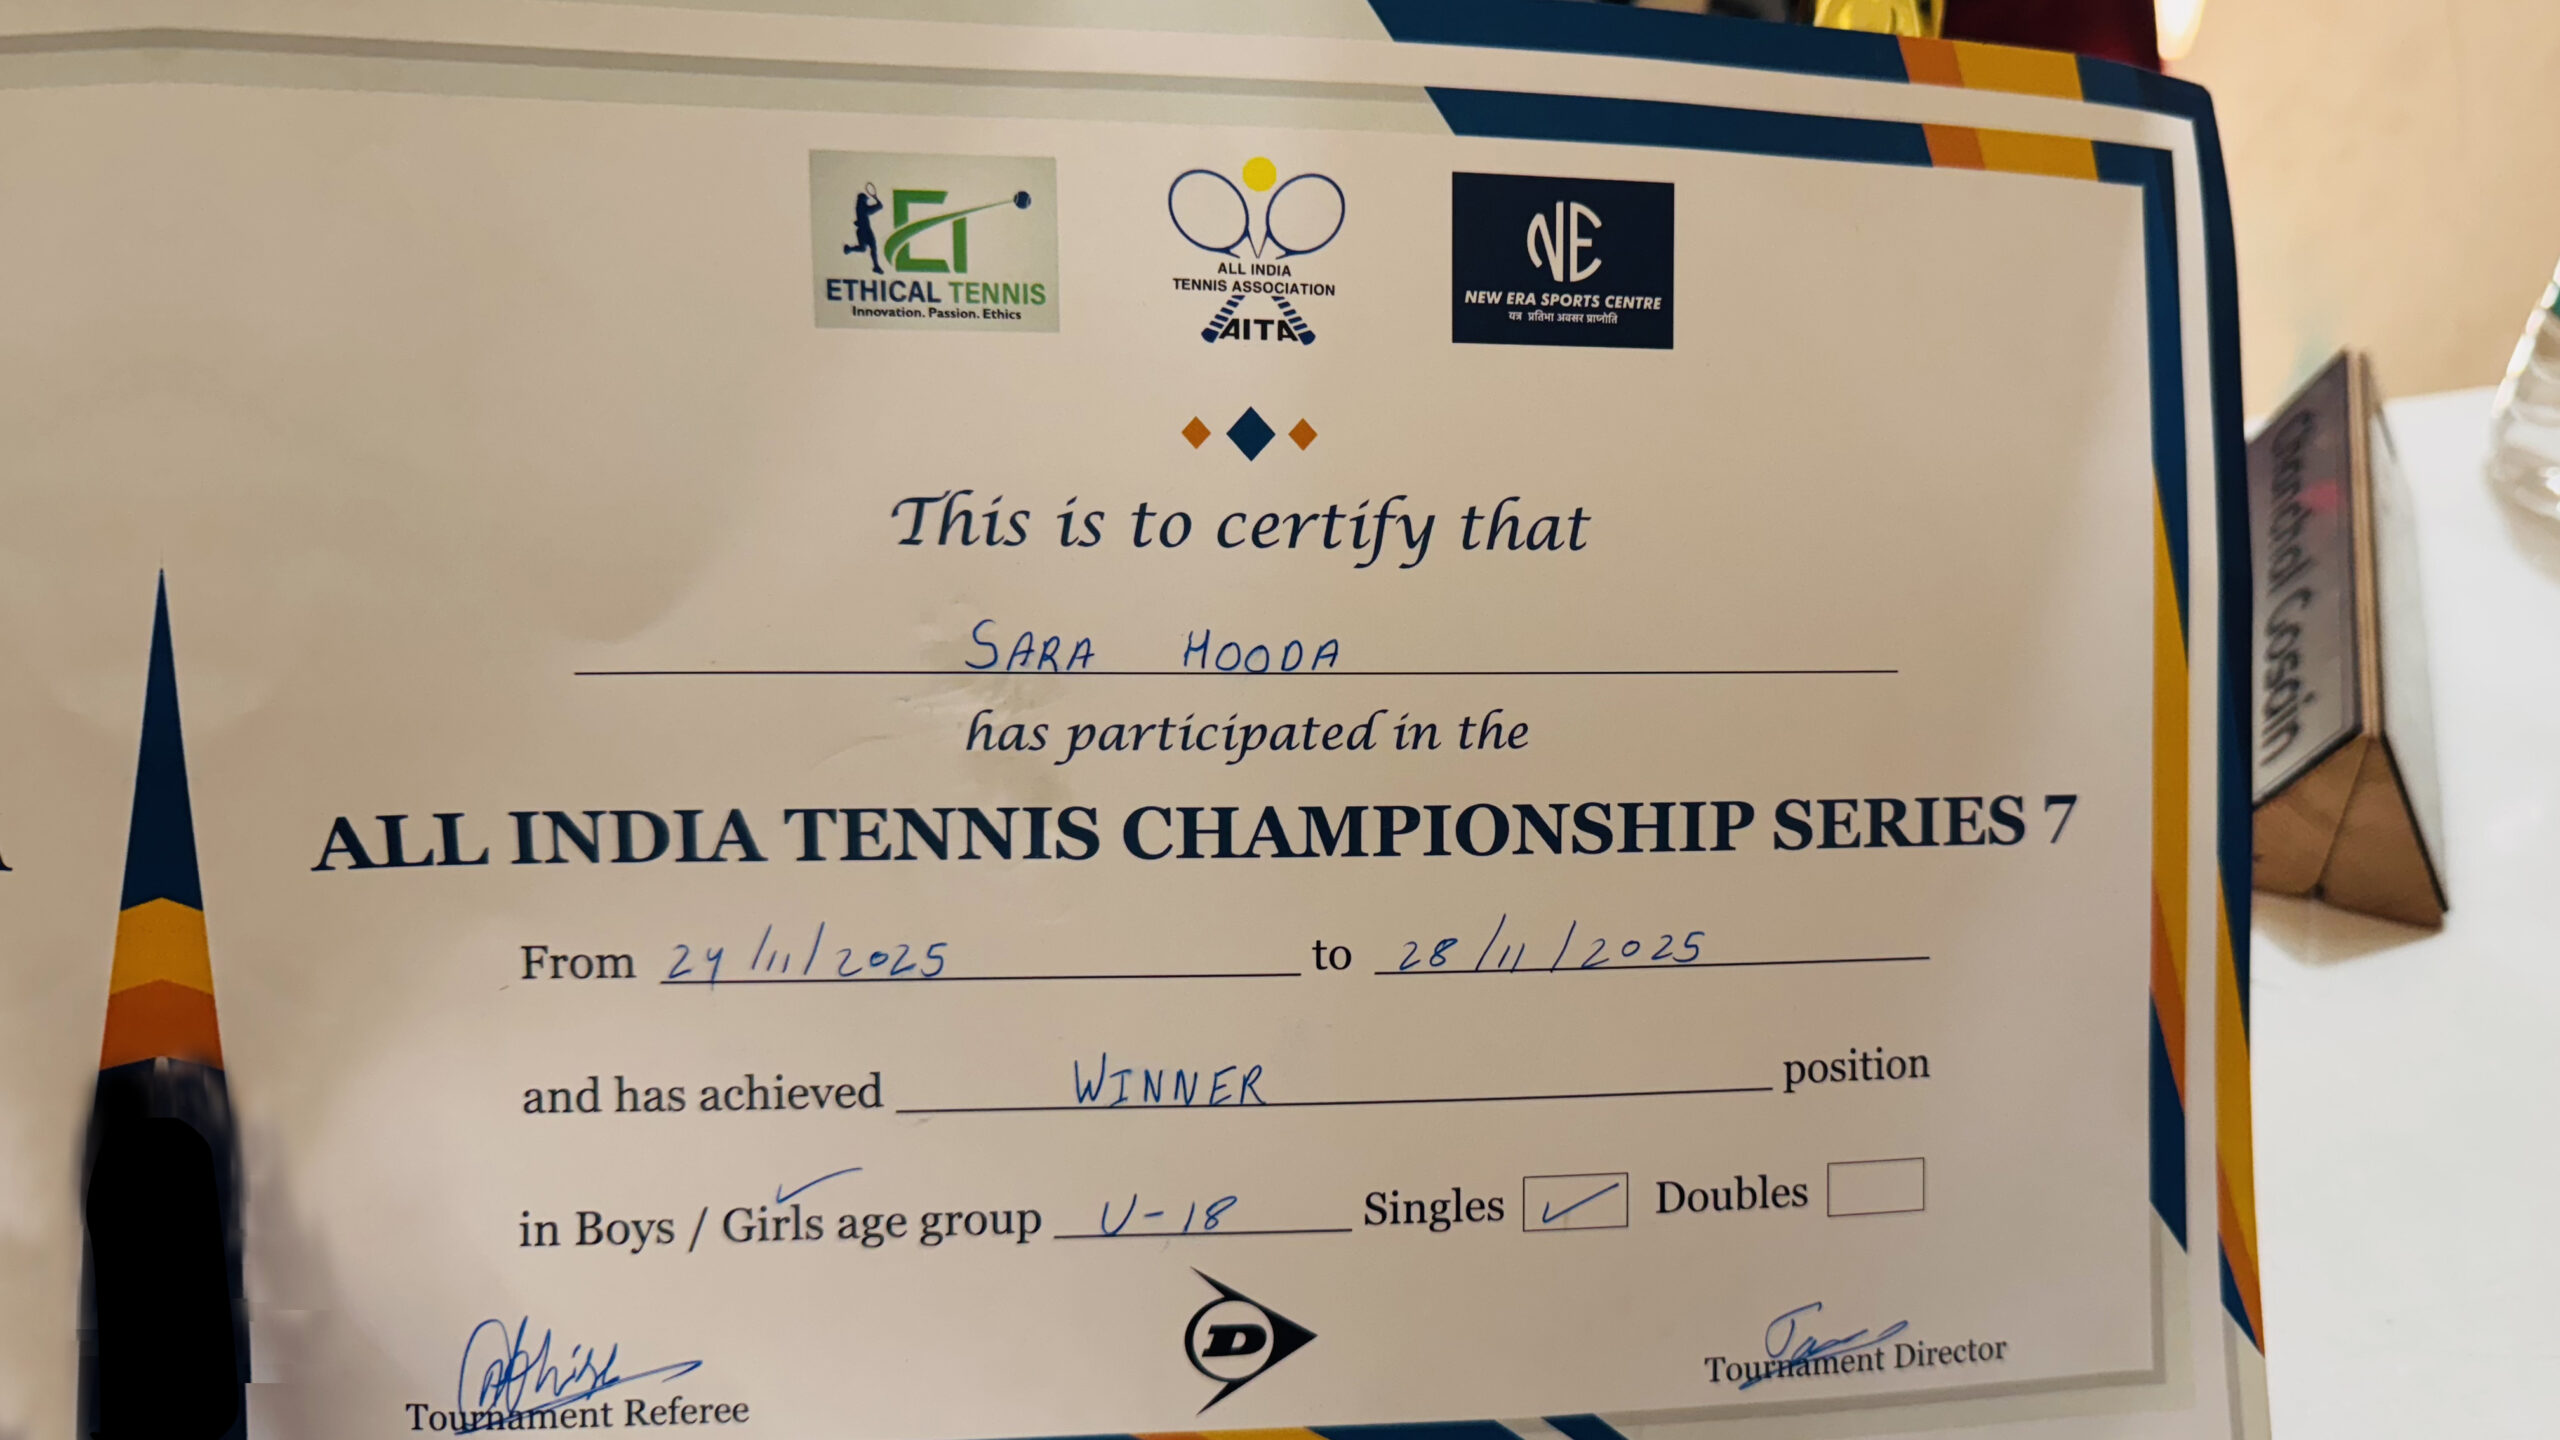 ETHICAL TENNIS
Innovation. Passion. Ethics
ALL INDIA
TENNIS ASSOCIATION
AITA
NE
NEW ERA SPORTS CENTRE
यत्र प्रतिभा अवसर प्राप्नोति
This is to certify that
SARA HOODA
has participated in the
ALL INDIA TENNIS CHAMPIONSHIP SERIES 7
From 24/11/2025 to 28/11/2025
and has achieved WINNER position
in Boys / Girls age group U-18 Singles Doubles
D
Tournament Referee
Tournament Director